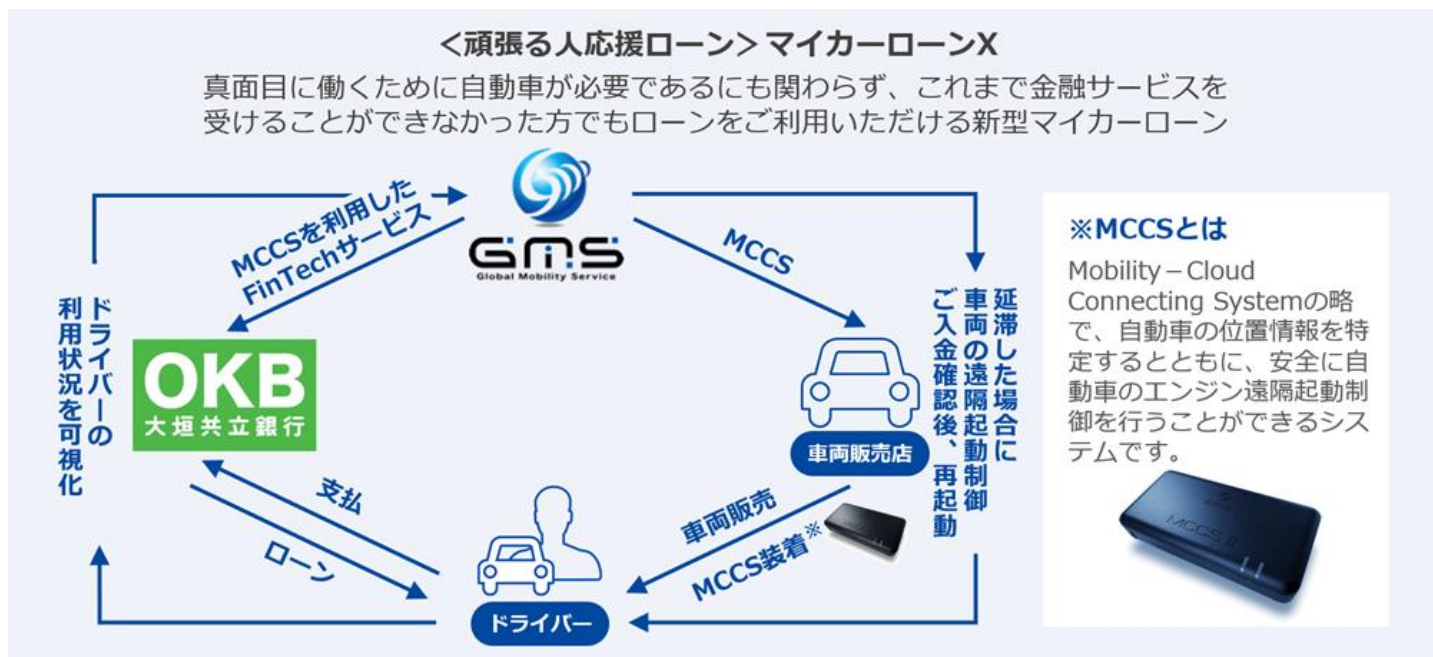 <頑張る人応援ローン> マイカーローンX
真面目に働くために自動車が必要であるにも関わらず、これまで金融サービスを
受けることができなかった方でもローンをご利用いただける新型マイカーローン
MCCSを利用した
FinTechサービス
GMS
Global Mobility Service
MCCS
ドライバーの
利用状況を可視化
OKB
大垣共立銀行
車両販売店
延滞した場合に
車両の遠隔起動制御
ご入金確認後、再起動
支払
ローン
車両販売
MCCS装着※
ドライバー
※MCCSとは
Mobility－Cloud
Connecting Systemの略
で、自動車の位置情報を特
定するとともに、安全に自
動車のエンジン遠隔起動制
御を行うことができるシス
テムです。
MCCS II